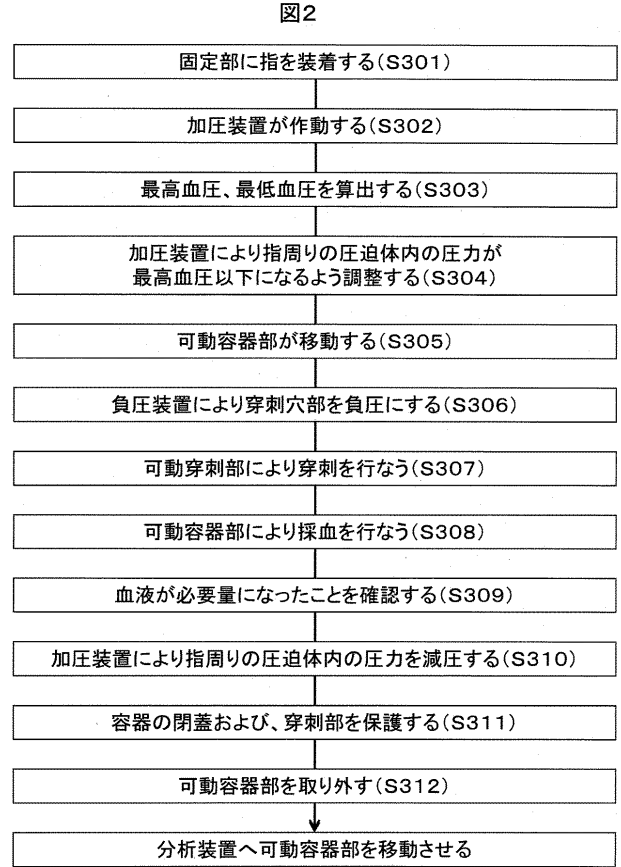 図2
固定部に指を装着する(S301)
加圧装置が作動する(S302)
最高血圧、最低血圧を算出する(S303)
加圧装置により指周りの圧迫体内の圧力が
最高血圧以下になるよう調整する(S304)
可動容器部が移動する(S305)
負圧装置により穿刺穴部を負圧にする(S306)
可動穿刺部により穿刺を行なう(S307)
可動容器部により採血を行なう(S308)
血液が必要量になったことを確認する(S309)
加圧装置により指周りの圧迫体内の圧力を減圧する(S310)
容器の閉蓋および、穿刺部を保護する(S311)
可動容器部を取り外す(S312)
分析装置へ可動容器部を移動させる